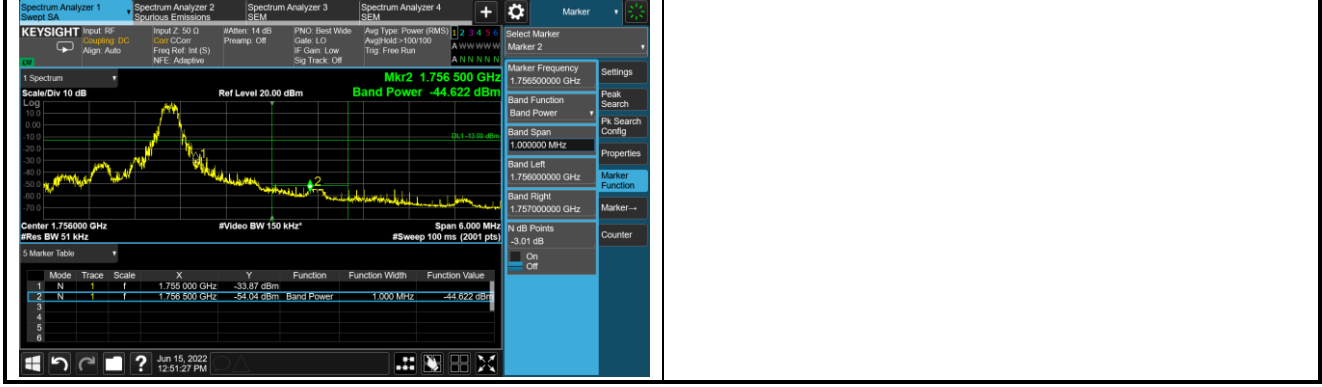 Spectrum Analyzer 1
Swept SA
Spectrum Analyzer 2
Spurious Emissions
Spectrum Analyzer 3
SEM
Spectrum Analyzer 4
SEM
+
Marker
KEYSIGHT
Input: RF
Coupling: DC
Align: Auto
Input Z: 50 Ω
Corr CCorr
Freq Ref: Int (S)
NFE: Adaptive
#Atten: 14 dB
Preamp: Off
PNO: Best Wide
Gate: LO
IF Gain: Low
Sig Track: Off
Avg Type: Power (RMS)
Avg|Hold:>100/100
Trig: Free Run
1 2 3 4 5 6
A W W W W W
A N N N N N
Select Marker
Marker 2
1 Spectrum
Scale/Div 10 dB
Ref Level 20.00 dBm
Mkr2 1.756 500 GHz
Band Power -44.622 dBm
Log
10.0
0.00
-10.0
-20.0
-30.0
-40.0
-50.0
-60.0
-70.0
DL1 -13.00 dBm
1
2
Center 1.756000 GHz
#Video BW 150 kHz*
Span 6.000 MHz
#Res BW 51 kHz
#Sweep 100 ms (2001 pts)
Marker Frequency
1.756500000 GHz
Band Function
Band Power
Band Span
1.000000 MHz
Band Left
1.756000000 GHz
Band Right
1.757000000 GHz
N dB Points
-3.01 dB
On
Off
Settings
Peak Search
Pk Search Config
Properties
Marker Function
Marker→
Counter
5 Marker Table
Mode Trace Scale X Y Function Function Width Function Value
1 N 1 f 1.755 000 GHz -33.87 dBm
2 N 1 f 1.756 500 GHz -54.04 dBm Band Power 1.000 MHz -44.622 dBm
3
4
5
6
?
Jun 15, 2022
12:51:27 PM